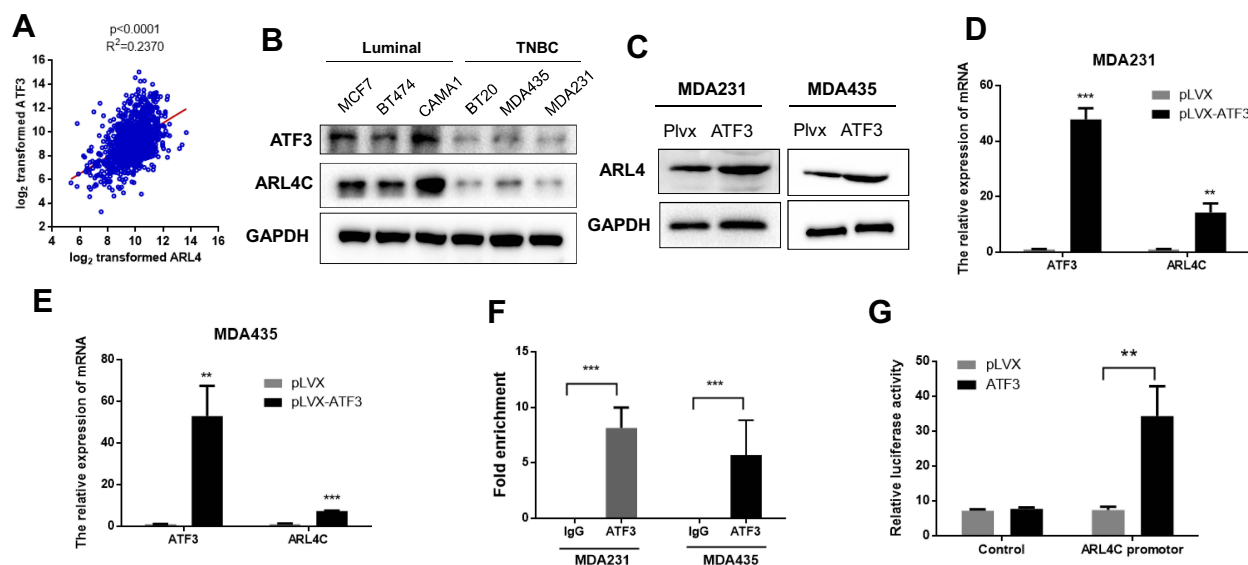 A
p<0.0001
R²=0.2370
log₂ transformed ATF3
16
14
12
10
8
6
4
2
4 6 8 10 12 14 16
log₂ transformed ARL4
B
Luminal TNBC
MCF7 BT474 CAMA1 BT20 MDA435 MDA231
ATF3
ARL4C
GAPDH
C
MDA231 MDA435
Plvx ATF3 Plvx ATF3
ARL4
GAPDH
D
MDA231
The relative expression of mRNA
60
40
20
0
pLVX
pLVX-ATF3
***
**
ATF3 ARL4C
E
MDA435
The relative expression of mRNA
80
60
40
20
0
pLVX
pLVX-ATF3
**
***
ATF3 ARL4C
F
Fold enrichment
15
10
5
0
***
***
IgG ATF3 IgG ATF3
MDA231 MDA435
G
Relative luciferase activity
50
40
30
20
10
0
pLVX
ATF3
**
Control ARL4C promotor